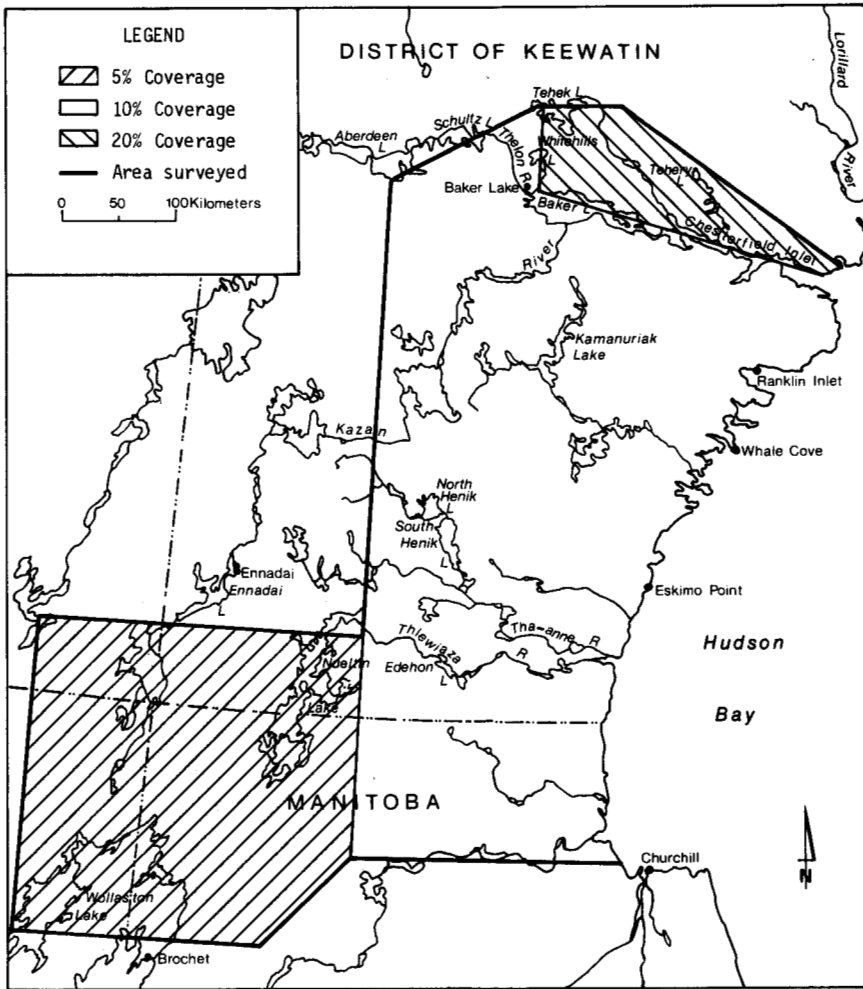 LEGEND
5% Coverage
10% Coverage
20% Coverage
Area surveyed
0 50 100Kilometers
DISTRICT OF KEEWATIN
Lorillard
River
Tehek L
Schultz L
Aberdeen
L
Thelon R
Whitehills
L
Tehery
L
Baker Lake
Baker L
Chesterfield Inlet
River
Kamanuriak
Lake
Ranklin Inlet
Kazan
Whale Cove
North
Henik
L
South
Henik
L
Ennadai
Ennadai
L
Eskimo Point
Tha-anne R
Thlewiaza
R
Edehon
L
Hudson
Bay
Nueltin
Lake
MANITOBA
Churchill
N
Wollaston
Lake
Brochet